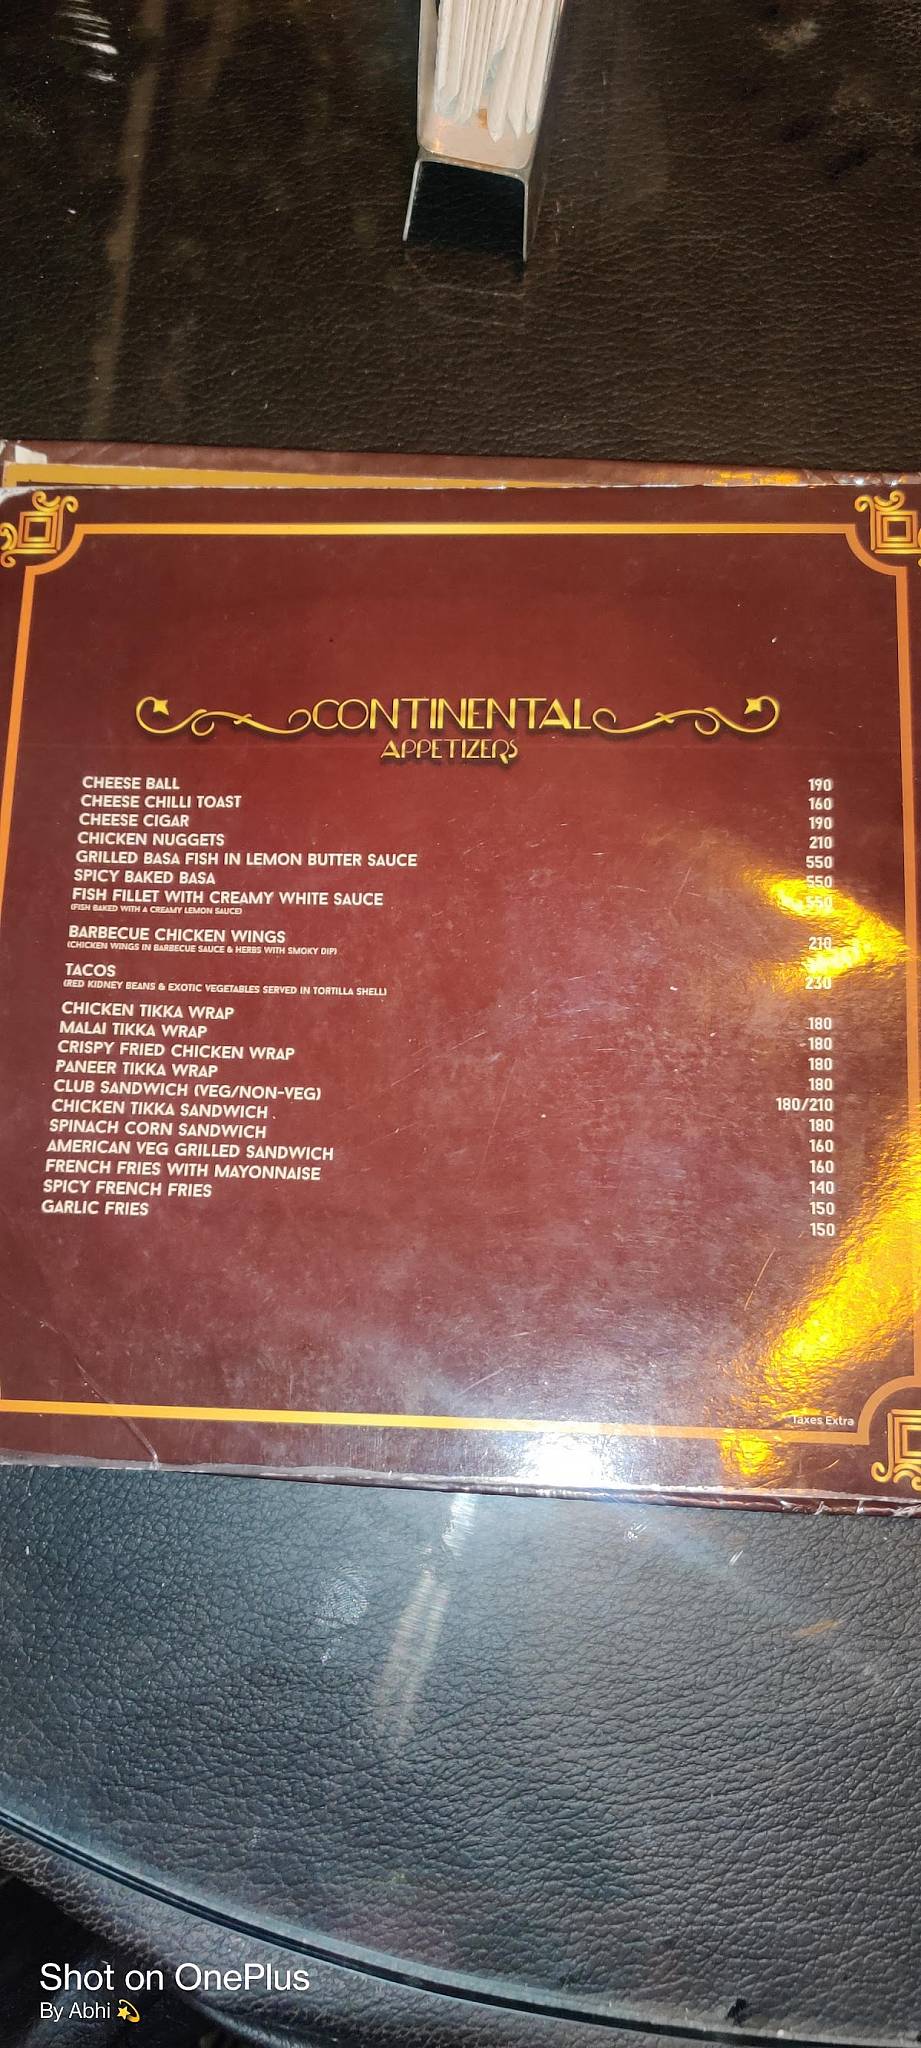 CONTINENTAL
APPETIZERS
CHEESE BALL 190
CHEESE CHILLI TOAST 160
CHEESE CIGAR 190
CHICKEN NUGGETS 210
GRILLED BASA FISH IN LEMON BUTTER SAUCE 550
SPICY BAKED BASA 550
FISH FILLET WITH CREAMY WHITE SAUCE 550
(FISH BAKED WITH A CREAMY LEMON SAUCE)
BARBECUE CHICKEN WINGS 210
(CHICKEN WINGS IN BARBECUE SAUCE & HERBS WITH SMOKY DIP)
TACOS 230
(RED KIDNEY BEANS & EXOTIC VEGETABLES SERVED IN TORTILLA SHELL)
CHICKEN TIKKA WRAP 180
MALAI TIKKA WRAP 180
CRISPY FRIED CHICKEN WRAP 180
PANEER TIKKA WRAP 180
CLUB SANDWICH (VEG/NON-VEG) 180/210
CHICKEN TIKKA SANDWICH 180
SPINACH CORN SANDWICH 160
AMERICAN VEG GRILLED SANDWICH 160
FRENCH FRIES WITH MAYONNAISE 140
SPICY FRENCH FRIES 150
GARLIC FRIES 150
Taxes Extra
Shot on OnePlus
By Abhi 💫